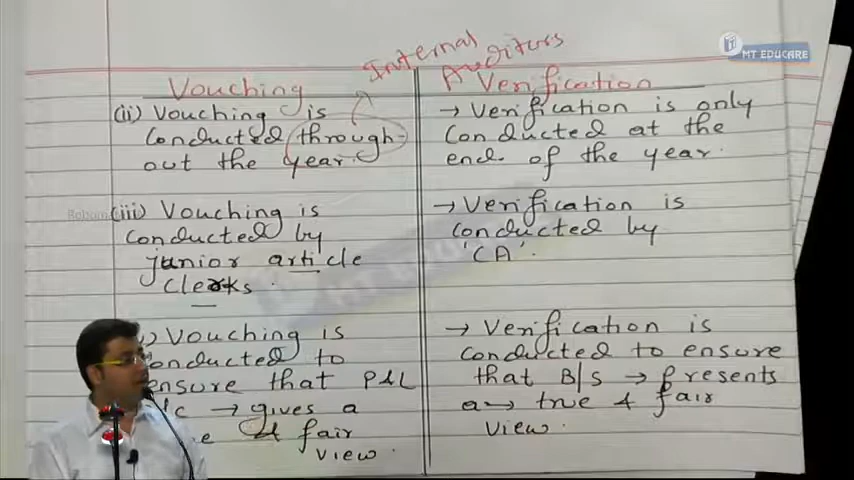 MT EDUCARE
Internal
Auditors
Vouching
(ii) Vouching is
conducted through-
out the year.
(iii) Vouching is
conducted by
junior article
clerks.
) Vouching is
onducted to
ensure that P&L
/c → gives a
e & fair
view.
Verification
→ Verification is only
conducted at the
end of the year.
→ Verification is
conducted by
'CA'.
→ Verification is
conducted to ensure
that B/S → presents
a → true & fair
view.